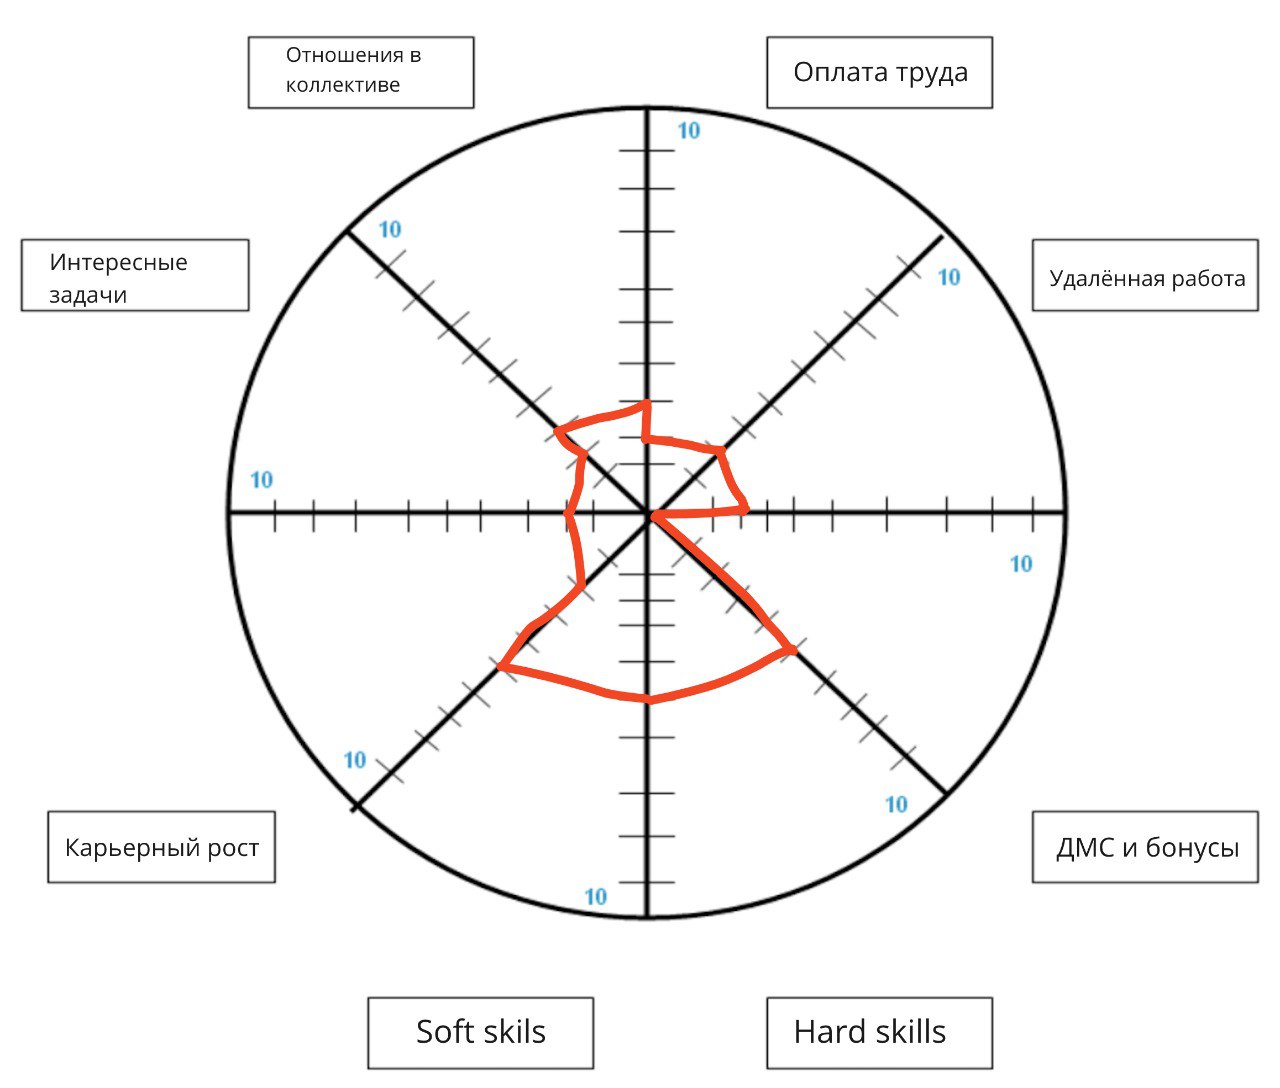 Отношения в
коллективе
Оплата труда
10
10
Интересные
задачи
10
Удалённая работа
10
10
10
10
Карьерный рост
ДМС и бонусы
10
Soft skils
Hard skills